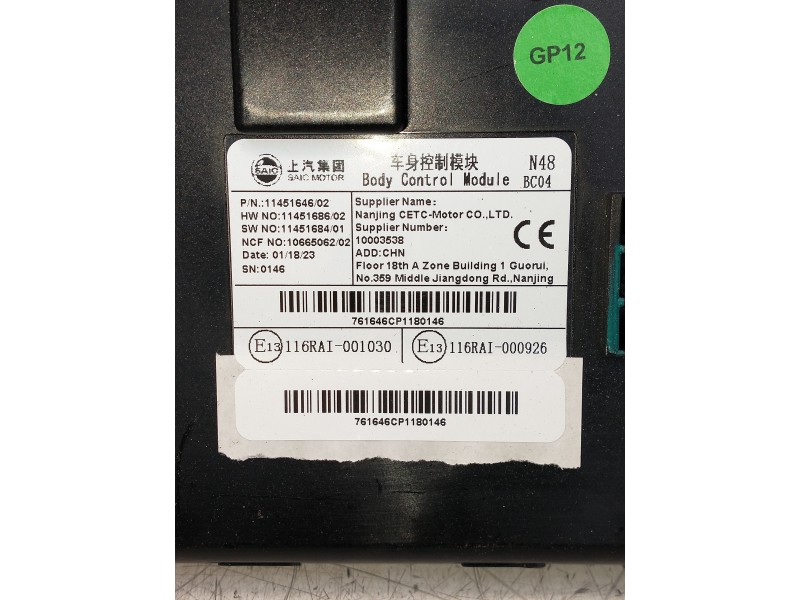 GP12
SAIC
上汽集团
SAIC MOTOR
车身控制模块
Body Control Module
N48
BC04
P/N.:11451646/02
HW NO:11451686/02
SW NO:11451684/01
NCF NO:10665062/02
Date: 01/18/23
SN:0146
Supplier Name:
Nanjing CETC-Motor CO.,LTD.
Supplier Number:
10003538
ADD:CHN
Floor 18th A Zone Building 1 Guorui,
No.359 Middle Jiangdong Rd.,Nanjing
CE
761646CP1180146
E13 116RAI-001030
E13 116RAI-000926
761646CP1180146